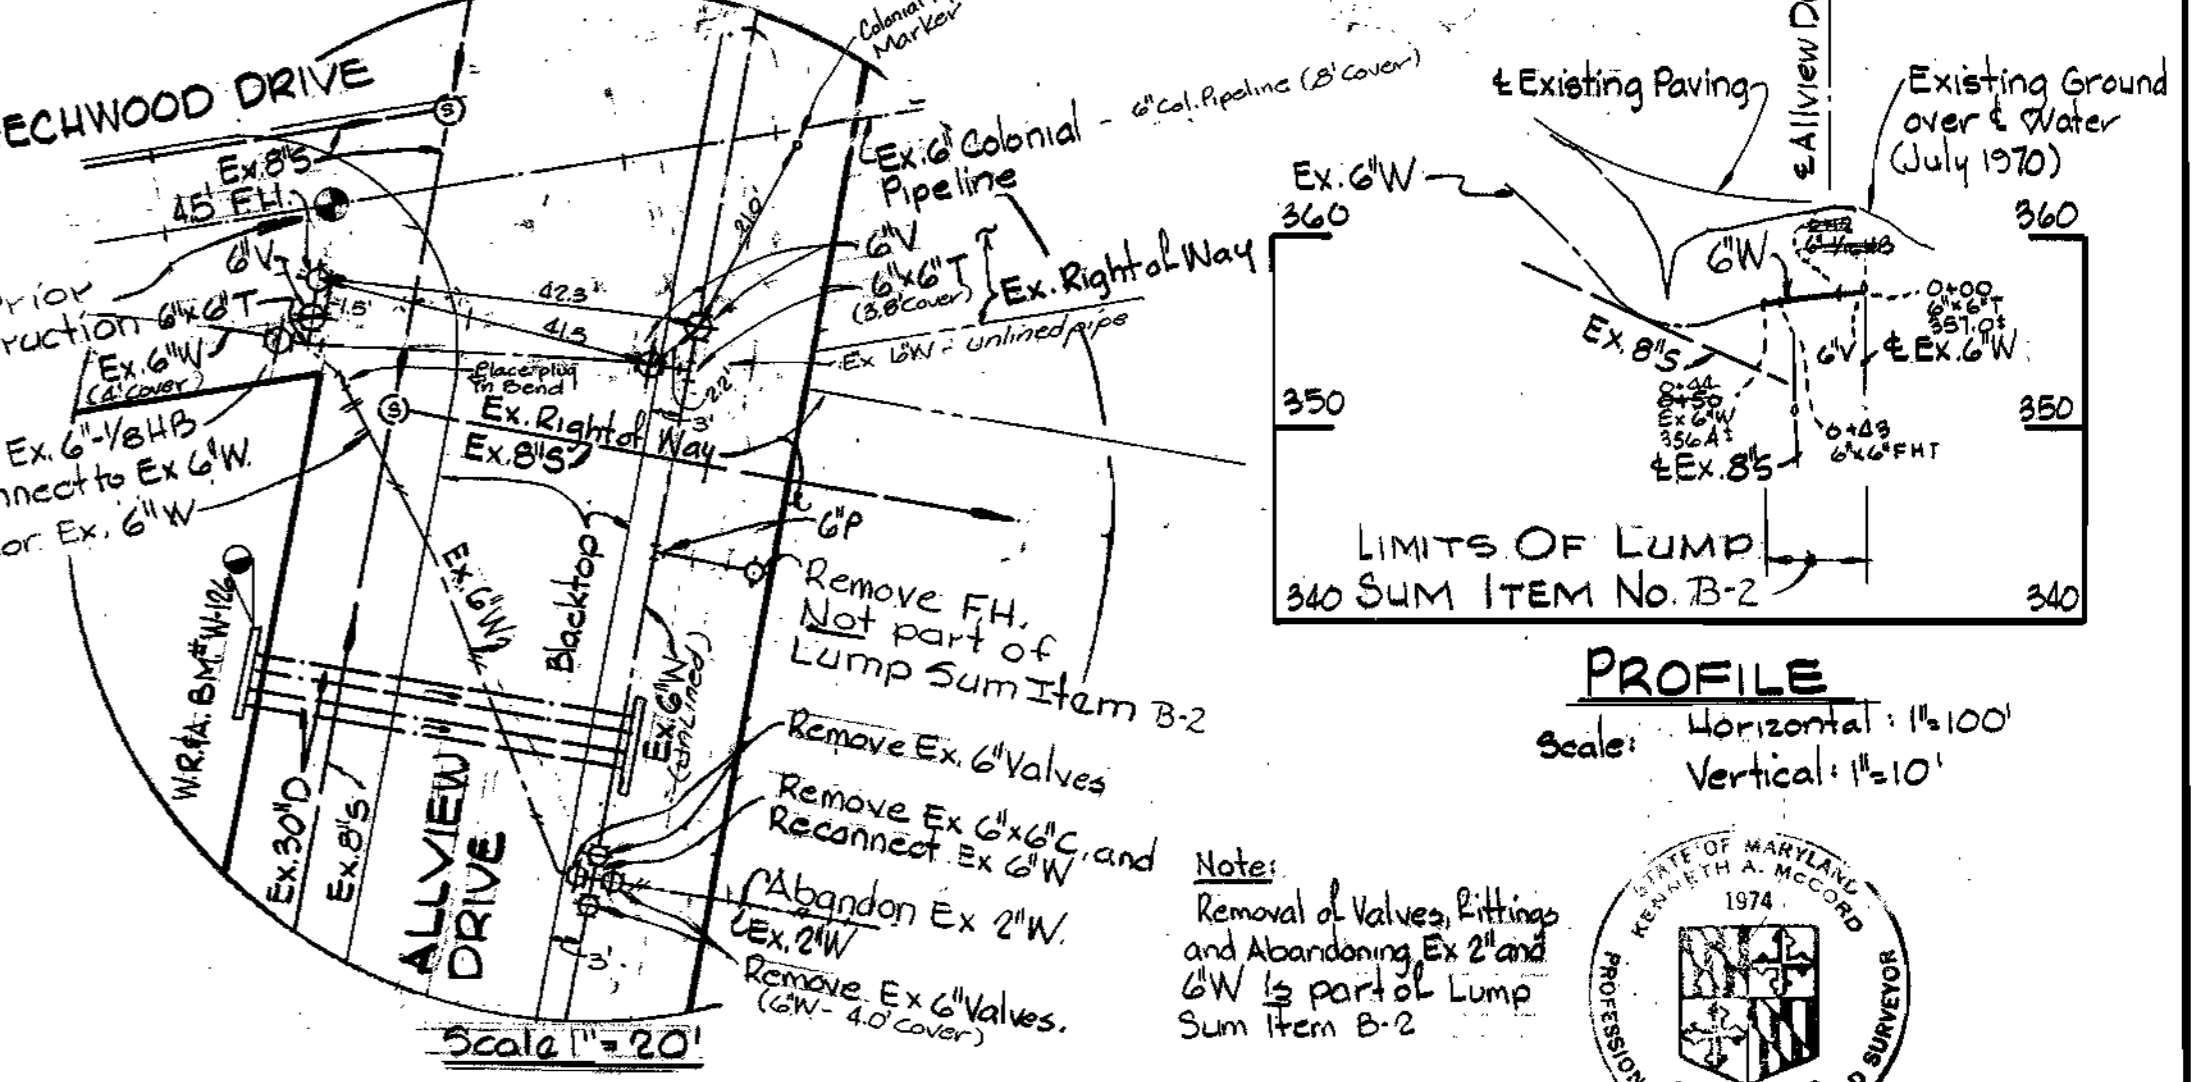 ECHWOOD DRIVE
Ex. 8"S
4.5' F.H.
6"V
6"x6"T
1.5'
Ex. 6"W
(4' Cover)
Ex. 6"-1/8 HB
nnect to Ex 6"W.
or Ex. 6"W
rior
ruction
Colonial
Marker
6" Col. Pipeline (8' Cover)
Ex. 6" Colonial
Pipeline
21.0'
42.3'
41.3
6"V
6"x6"T
(3.8' Cover)
Ex. Right of Way
Ex 6"W - unlined pipe
Place plug
in Bend
2.2'
3'
Ex. Right of Way
Ex. 8"S
S
S
6"P
Remove F.H.
Not part of
Lump Sum Item B-2
Ex. 6"W
Blacktop
Ex. 6"W
(unlined)
W.R.&A. BM# W-126
Remove Ex. 6" Valves
Remove Ex 6"x6"C, and
Reconnect Ex 6"W
Abandon Ex 2"W.
Ex. 2"W
Remove Ex 6" Valves.
(6"W - 4.0' Cover)
Ex. 30"D
Ex. 8"S
ALLVIEW
DRIVE
3'
Scale 1"=20'
℄ Existing Paving
℄ Allview D
Existing Ground
over ℄ Water
(July 1970)
Ex. 6"W
360
360
6"W
0+00
6"x6"T
357.0±
℄ Ex. 6"W
6"V
Ex. 8"S
350
350
0+44
0+50
Ex 6"W
356.4±
0+43
6"x6" FHT
℄ Ex. 8"S
LIMITS OF LUMP
SUM ITEM No. B-2
340
340
PROFILE
Scale:
Horizontal: 1"=100'
Vertical: 1"=10'
Note:
Removal of Valves, Fittings
and Abandoning Ex 2" and
6"W is part of Lump
Sum Item B-2
STATE OF MARYLAND
KENNETH A. McCORD
1974
PROFESSION
SURVEYOR